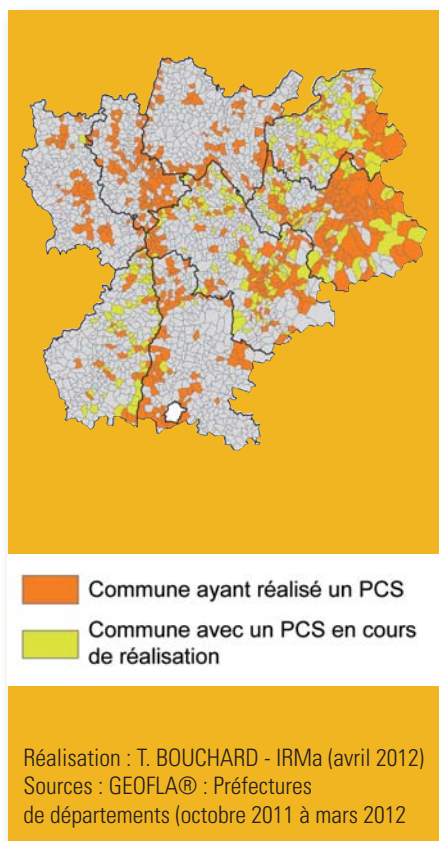 Commune ayant réalisé un PCS
Commune avec un PCS en cours
de réalisation
Réalisation : T. BOUCHARD - IRMa (avril 2012)
Sources : GEOFLA® : Préfectures
de départements (octobre 2011 à mars 2012